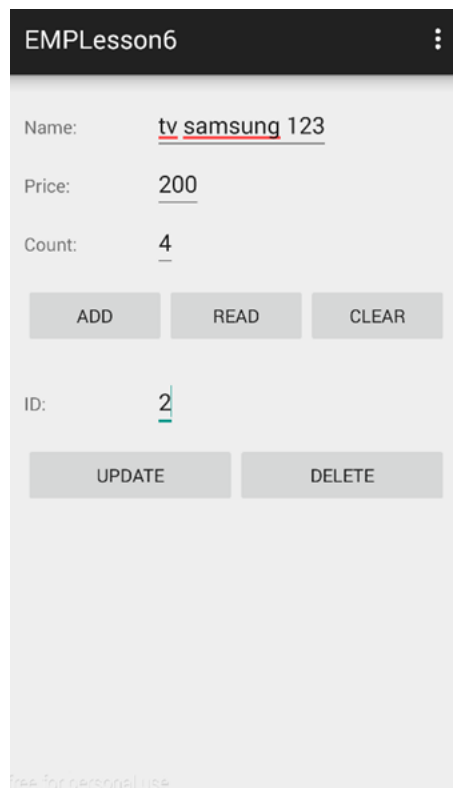 EMPLesson6
Name: tv samsung 123
Price: 200
Count: 4
ADD READ CLEAR
ID: 2
UPDATE DELETE
free for personal use